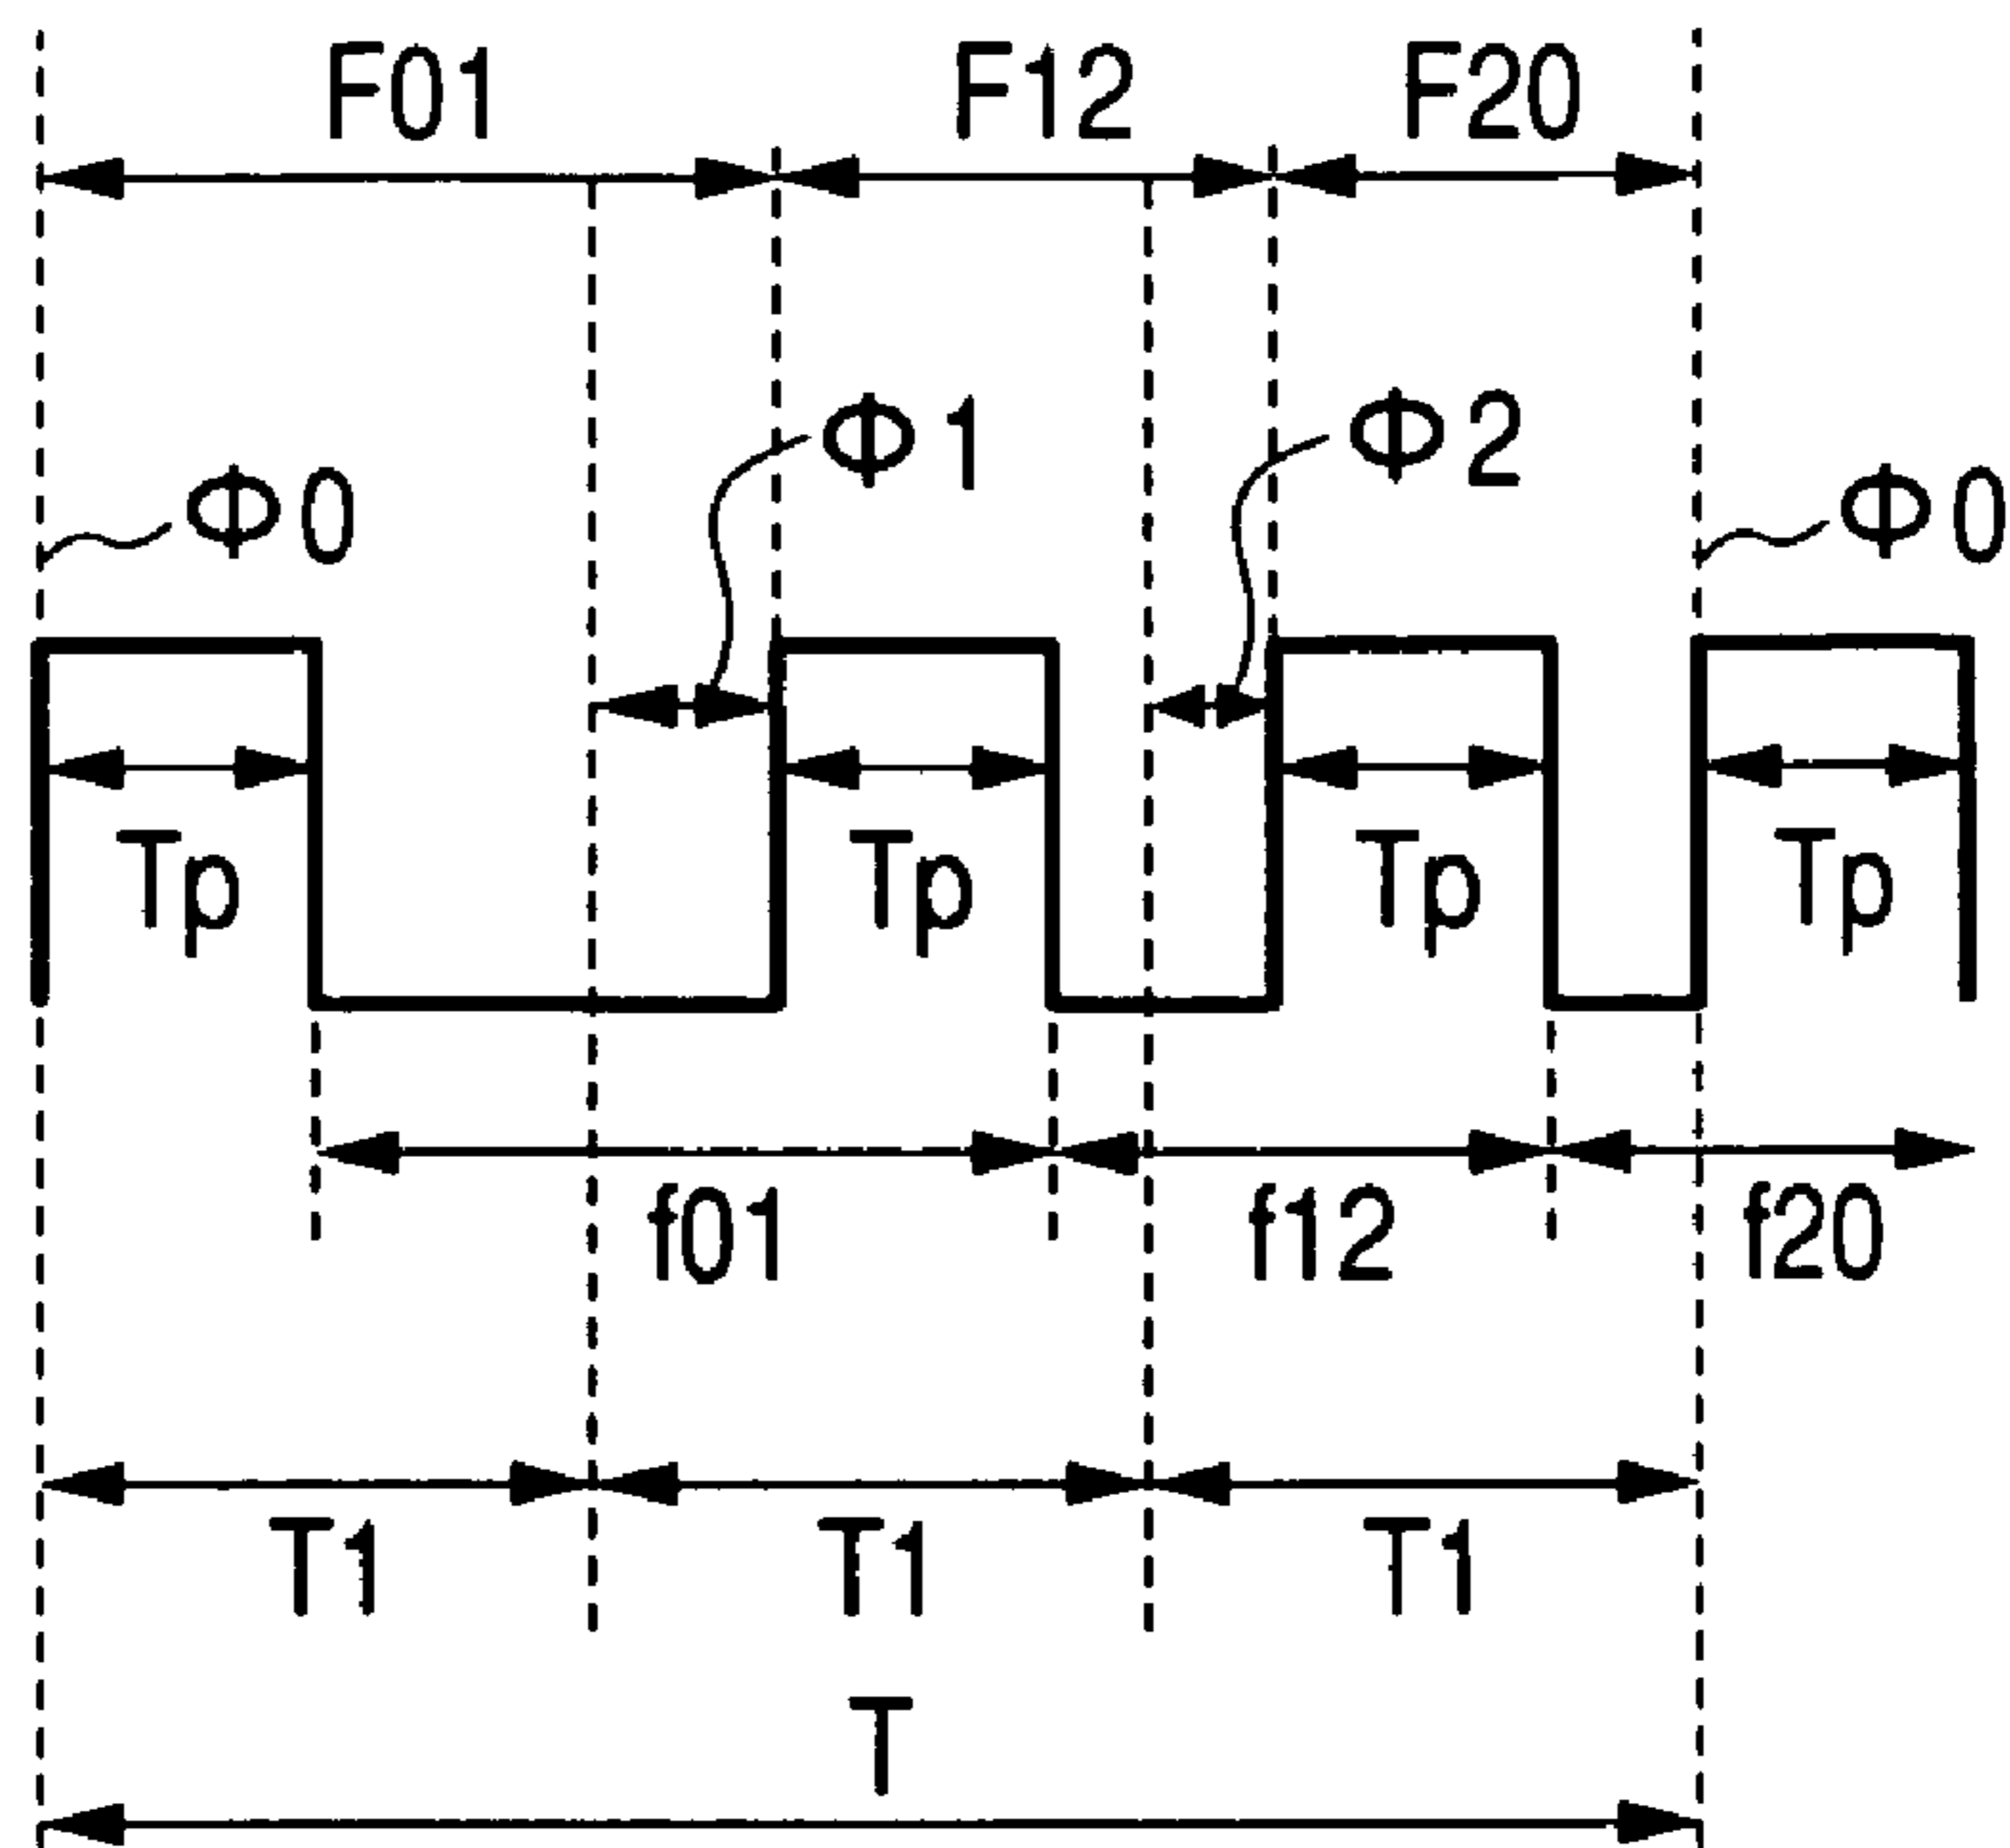 F01 F12 F20
Φ1 Φ2
Φ0 Φ0
Tp Tp Tp Tp
f01 f12 f20
T1 T1 T1
T